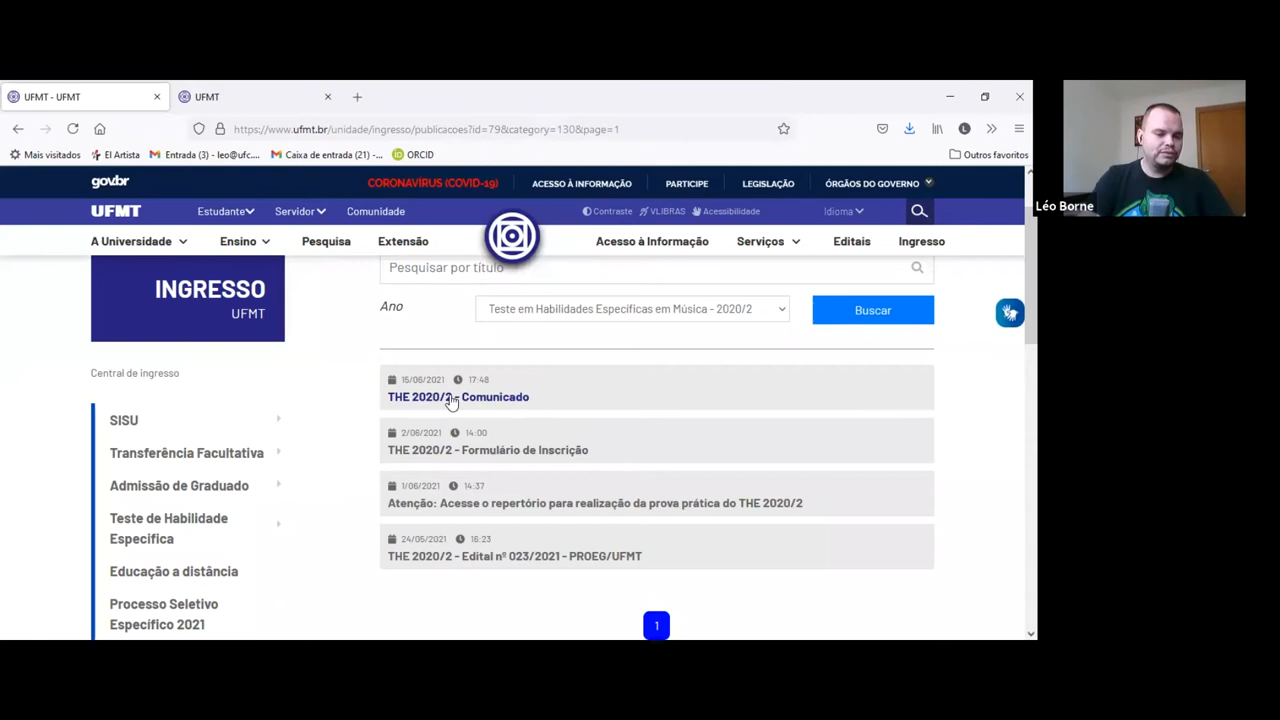 UFMT - UFMT
UFMT
https://www.ufmt.br/unidade/ingresso/publicacoes?id=79&category=130&page=1
Mais visitados
El Artista
Entrada (3) - leo@ufc....
Caixa de entrada (21) -...
ORCID
Outros favoritos
Léo Borne
govbr
CORONAVÍRUS (COVID-19)
ACESSO À INFORMAÇÃO
PARTICIPE
LEGISLAÇÃO
ÓRGÃOS DO GOVERNO
UFMT
Estudante
Servidor
Comunidade
Contraste
VLIBRAS
Acessibilidade
Idioma
A Universidade
Ensino
Pesquisa
Extensão
Acesso à Informação
Serviços
Editais
Ingresso
INGRESSO
UFMT
Pesquisar por título
Ano
Teste em Habilidades Específicas em Música - 2020/2
Buscar
Central de ingresso
SISU
Transferência Facultativa
Admissão de Graduado
Teste de Habilidade
Específica
Educação a distância
Processo Seletivo
Específico 2021
15/06/2021 17:48
THE 2020/2 - Comunicado
2/06/2021 14:00
THE 2020/2 - Formulário de Inscrição
1/06/2021 14:37
Atenção: Acesse o repertório para realização da prova prática do THE 2020/2
24/05/2021 16:23
THE 2020/2 - Edital nº 023/2021 - PROEG/UFMT
1